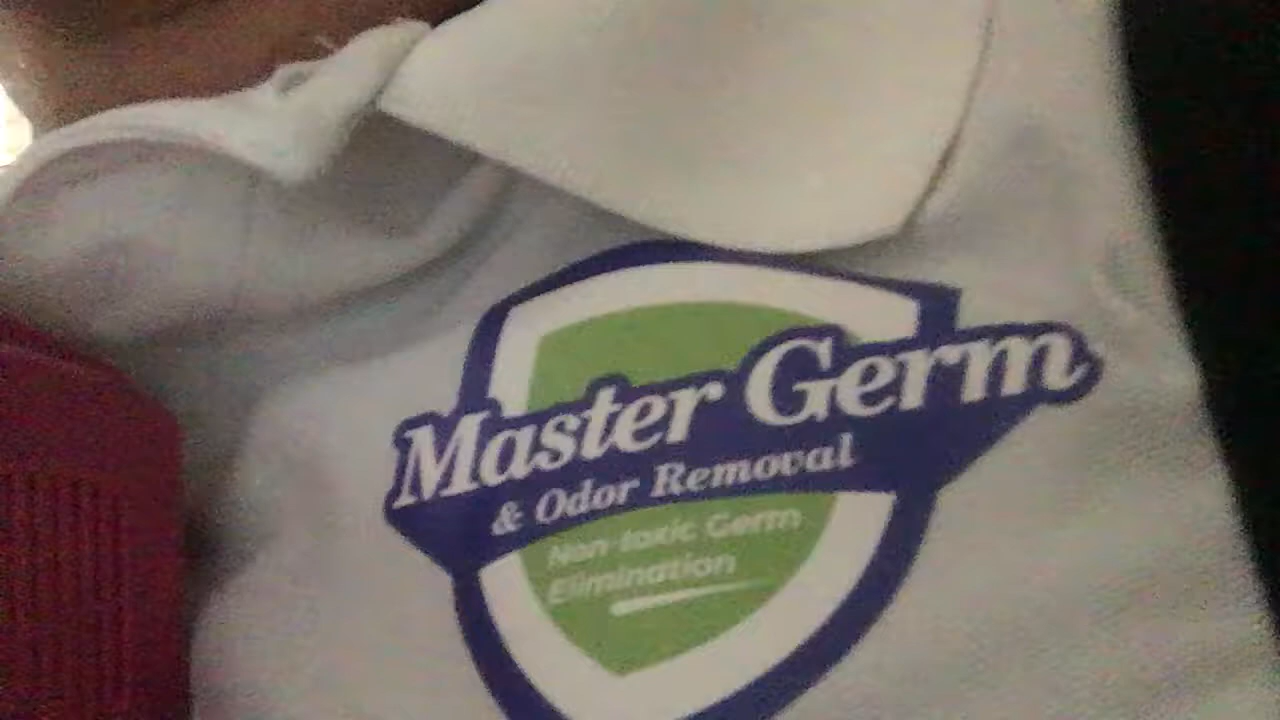 Master Germ
& Odor Removal
Non-toxic Germ
Elimination